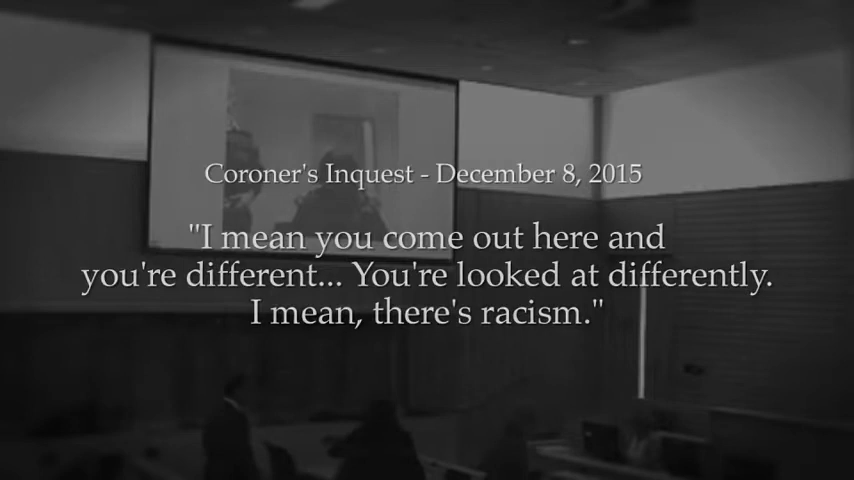 Coroner's Inquest - December 8, 2015
"I mean you come out here and
you're different... You're looked at differently.
I mean, there's racism."